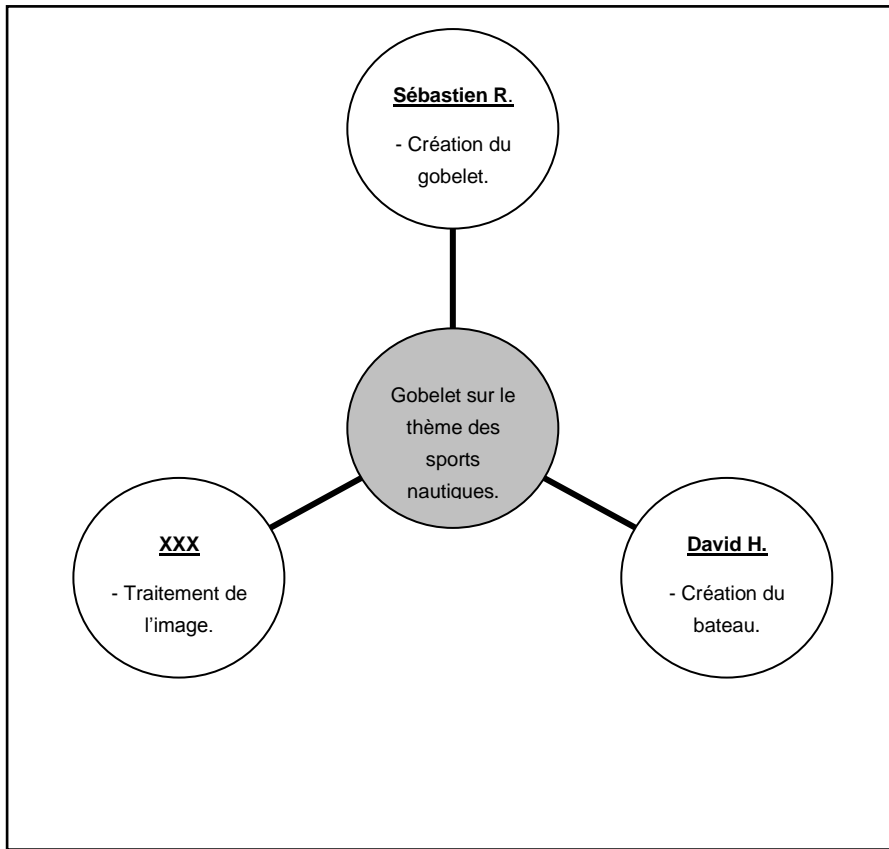 Sébastien R.
- Création du
gobelet.
Gobelet sur le
thème des
sports
nautiques.
XXX
- Traitement de
l’image.
David H.
- Création du
bateau.